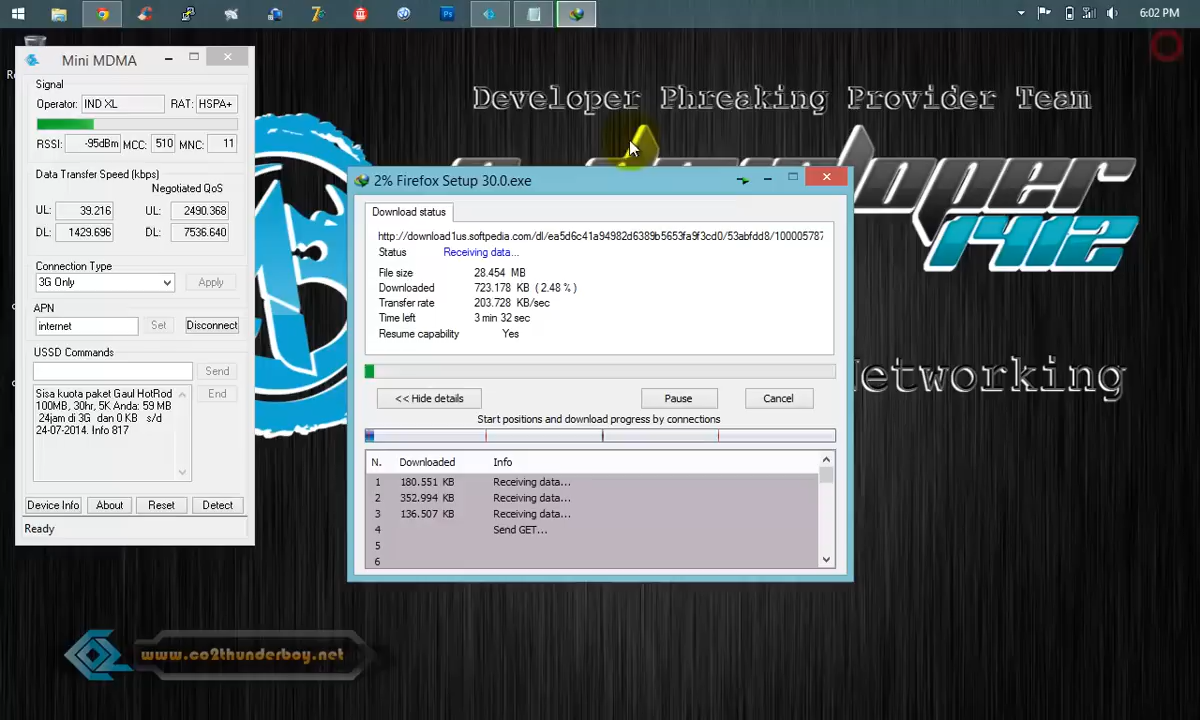 6:02 PM
Mini MDMA
Signal
Operator: IND XL RAT: HSPA+
RSSI: -95dBm MCC: 510 MNC: 11
Data Transfer Speed (kbps)
Negotiated QoS
UL: 39.216 UL: 2490.368
DL: 1429.696 DL: 7536.640
Connection Type
3G Only Apply
APN
internet Set Disconnect
USSD Commands
Send
End
Sisa kuota paket Gaul HotRod
100MB, 30hr, 5K Anda: 59 MB
24jam di 3G dan 0 KB s/d
24-07-2014. Info 817
Device Info About Reset Detect
Ready
Developer Phreaking Provider Team
1412
etworking
2% Firefox Setup 30.0.exe
Download status
http://download1us.softpedia.com/dl/ea5d6c41a94982d6389b5653fa9f3cd0/53abfdd8/100005787
Status Receiving data...
File size 28.454 MB
Downloaded 723.178 KB ( 2.48 % )
Transfer rate 203.728 KB/sec
Time left 3 min 32 sec
Resume capability Yes
<< Hide details Pause Cancel
Start positions and download progress by connections
N. Downloaded Info
1 180.551 KB Receiving data...
2 352.994 KB Receiving data...
3 136.507 KB Receiving data...
4 Send GET...
5
6
www.co2thunderboy.net